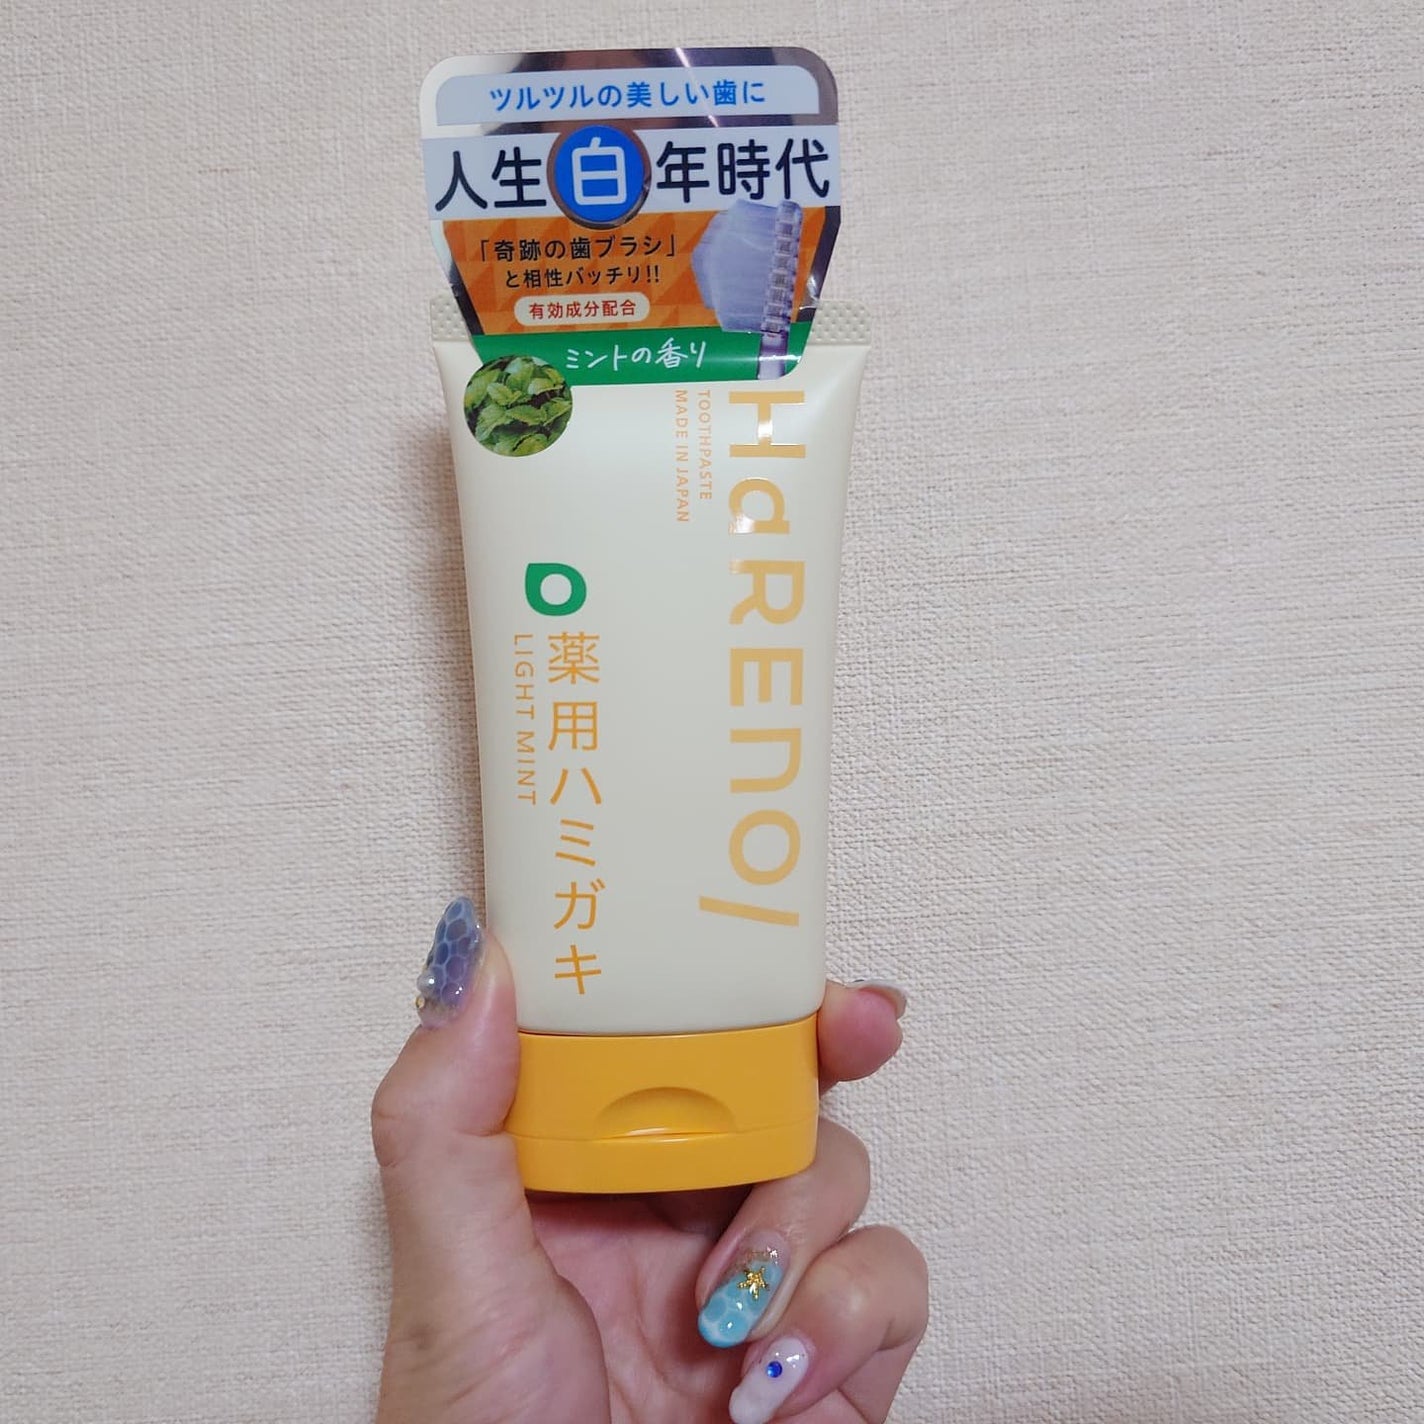 ツルツルの美しい歯に
人生白年時代
「奇跡の歯ブラシ」
と相性バッチリ!!
有効成分配合
ミントの香り
HaRENO/
TOOTHPASTE
MADE IN JAPAN
薬用ハミガキ
LIGHT MINT